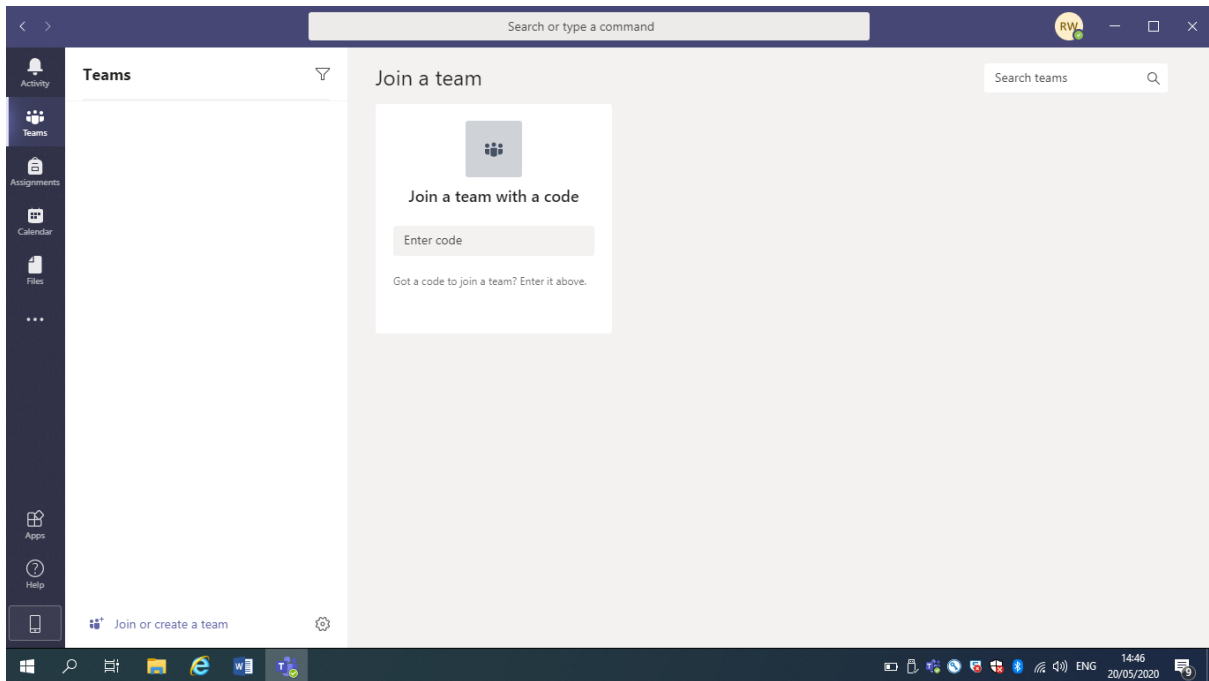 Search or type a command
RW
Activity
Teams
Assignments
Calendar
Files
Apps
Help
Teams
Join or create a team
Join a team
Search teams
Join a team with a code
Enter code
Got a code to join a team? Enter it above.
ENG
14:46
20/05/2020
9